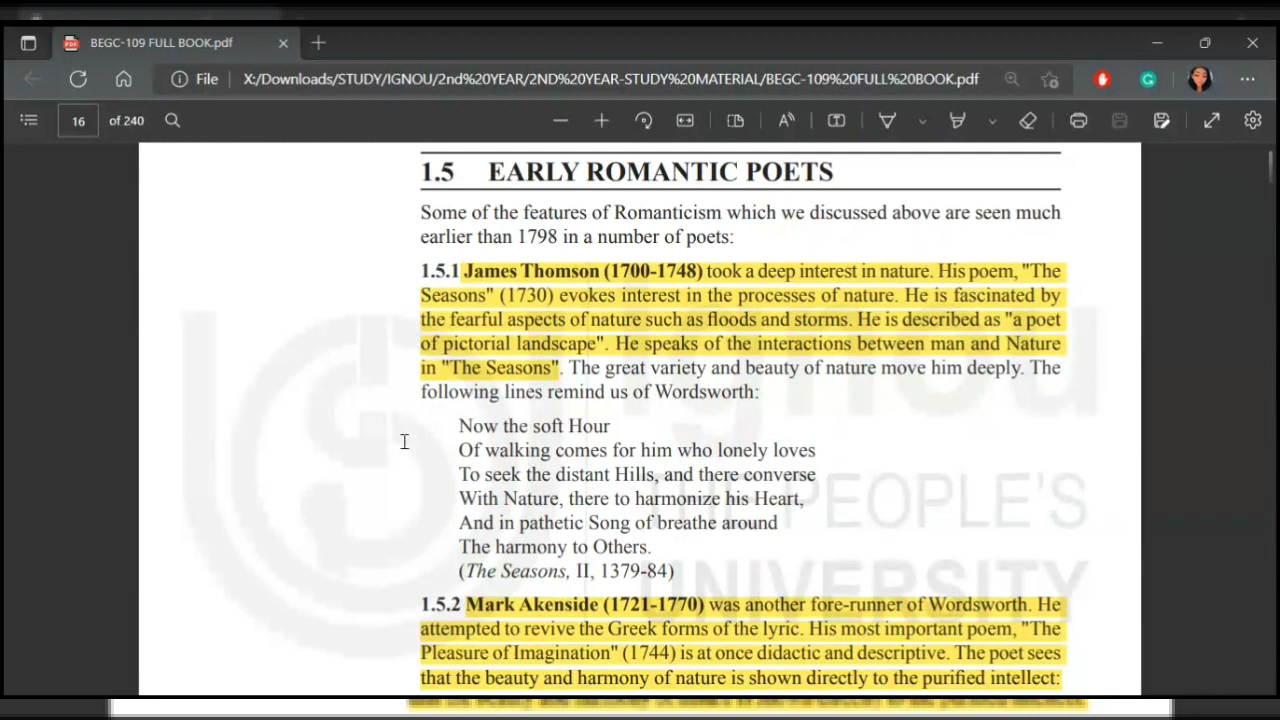 BEGC-109 FULL BOOK.pdf
File X:/Downloads/STUDY/IGNOU/2nd%20YEAR/2ND%20YEAR-STUDY%20MATERIAL/BEGC-109%20FULL%20BOOK.pdf
16 of 240
1.5 EARLY ROMANTIC POETS
Some of the features of Romanticism which we discussed above are seen much
earlier than 1798 in a number of poets:
1.5.1 James Thomson (1700-1748) took a deep interest in nature. His poem, "The
Seasons" (1730) evokes interest in the processes of nature. He is fascinated by
the fearful aspects of nature such as floods and storms. He is described as "a poet
of pictorial landscape". He speaks of the interactions between man and Nature
in "The Seasons". The great variety and beauty of nature move him deeply. The
following lines remind us of Wordsworth:
Now the soft Hour
Of walking comes for him who lonely loves
To seek the distant Hills, and there converse
With Nature, there to harmonize his Heart,
And in pathetic Song of breathe around
The harmony to Others.
(The Seasons, II, 1379-84)
ignou
THE PEOPLE'S
UNIVERSITY
1.5.2 Mark Akenside (1721-1770) was another fore-runner of Wordsworth. He
attempted to revive the Greek forms of the lyric. His most important poem, "The
Pleasure of Imagination" (1744) is at once didactic and descriptive. The poet sees
that the beauty and harmony of nature is shown directly to the purified intellect: